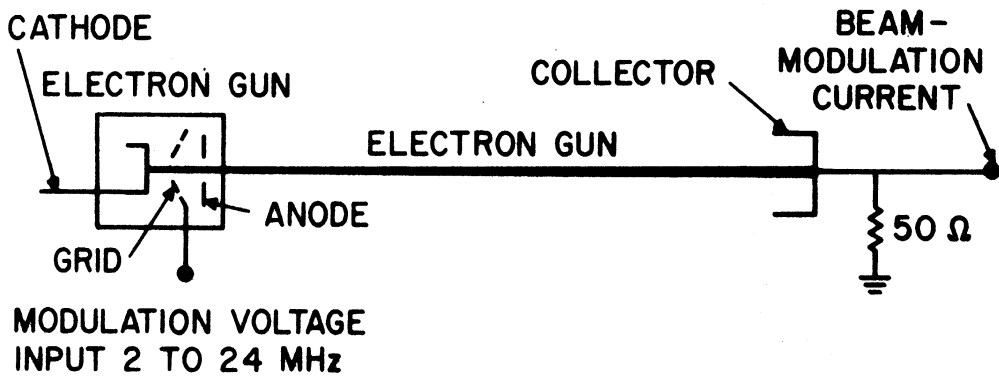 CATHODE
ELECTRON GUN
COLLECTOR
BEAM-
MODULATION
CURRENT
ELECTRON GUN
ANODE
GRID
50 Ω
MODULATION VOLTAGE
INPUT 2 TO 24 MHz